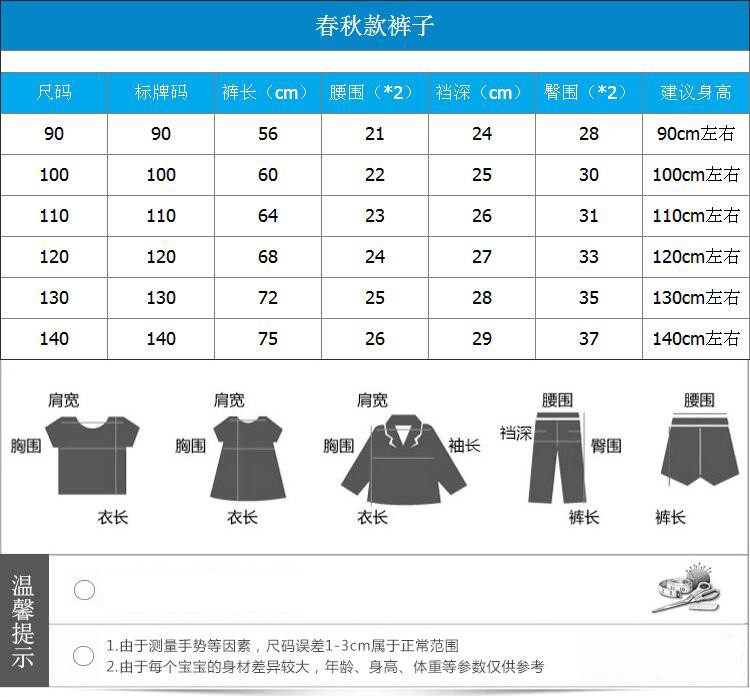 春秋款裤子
尺码 标牌码 裤长（cm） 腰围（*2） 裆深（cm） 臀围（*2） 建议身高
90 90 56 21 24 28 90cm左右
100 100 60 22 25 30 100cm左右
110 110 64 23 26 31 110cm左右
120 120 68 24 27 33 120cm左右
130 130 72 25 28 35 130cm左右
140 140 75 26 29 37 140cm左右
肩宽 肩宽 肩宽 腰围 腰围
胸围 胸围 胸围 袖长 裆深 臀围
衣长 衣长 衣长 裤长 裤长
温馨提示
1.由于测量手势等因素，尺码误差1-3cm属于正常范围
2.由于每个宝宝的身材差异较大，年龄、身高、体重等参数仅供参考